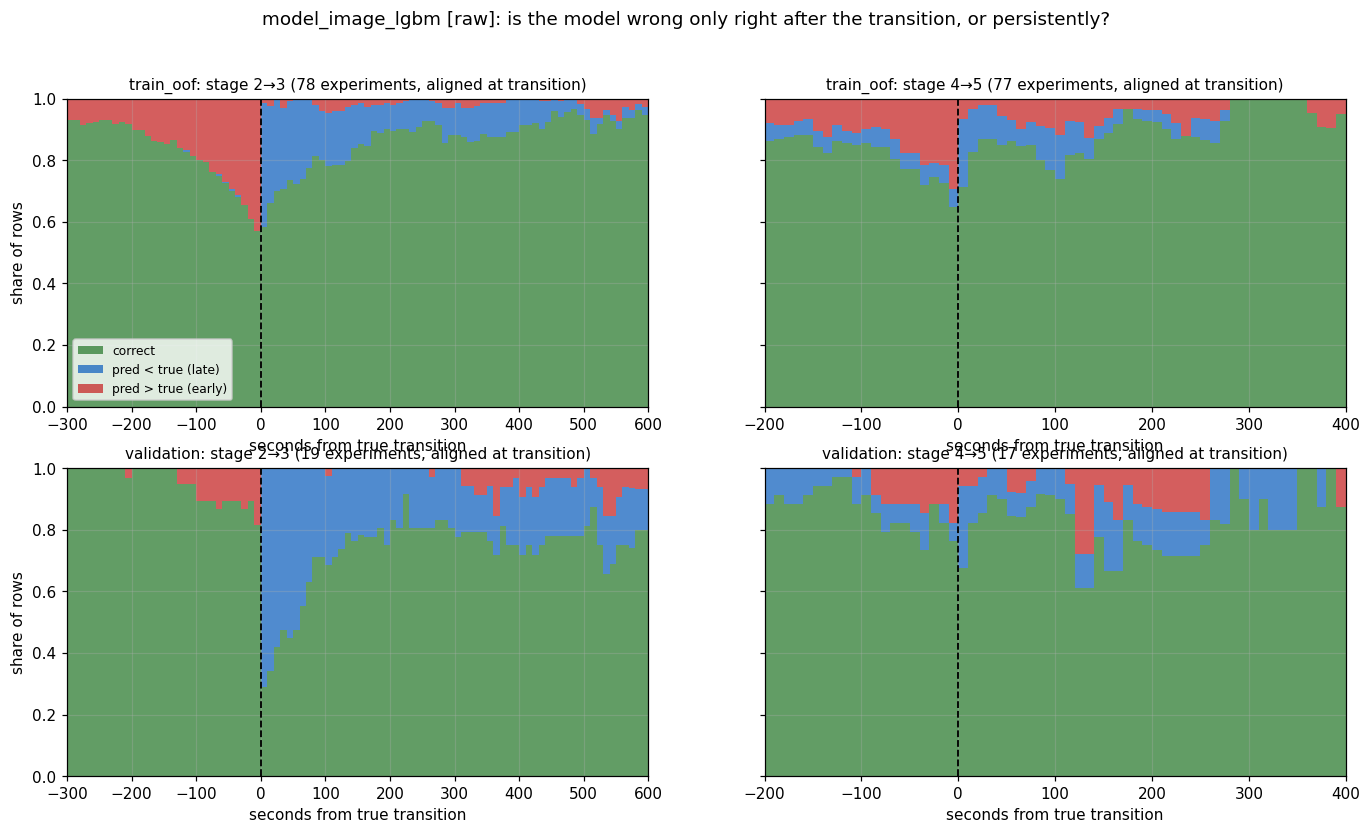 model_image_lgbm [raw]: is the model wrong only right after the transition, or persistently?
train_oof: stage 2→3 (78 experiments, aligned at transition)
share of rows
1.0
0.8
0.6
0.4
0.2
0.0
correct
pred < true (late)
pred > true (early)
−300 −200 −100 0 100 200 300 400 500 600
seconds from true transition
train_oof: stage 4→5 (77 experiments, aligned at transition)
−200 −100 0 100 200 300 400
seconds from true transition
validation: stage 2→3 (19 experiments, aligned at transition)
share of rows
1.0
0.8
0.6
0.4
0.2
0.0
−300 −200 −100 0 100 200 300 400 500 600
seconds from true transition
validation: stage 4→5 (17 experiments, aligned at transition)
−200 −100 0 100 200 300 400
seconds from true transition